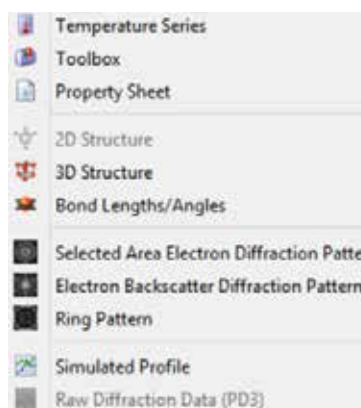 Temperature Series
Toolbox
Property Sheet
2D Structure
3D Structure
Bond Lengths/Angles
Selected Area Electron Diffraction Patte
Electron Backscatter Diffraction Pattern
Ring Pattern
Simulated Profile
Raw Diffraction Data (PD3)